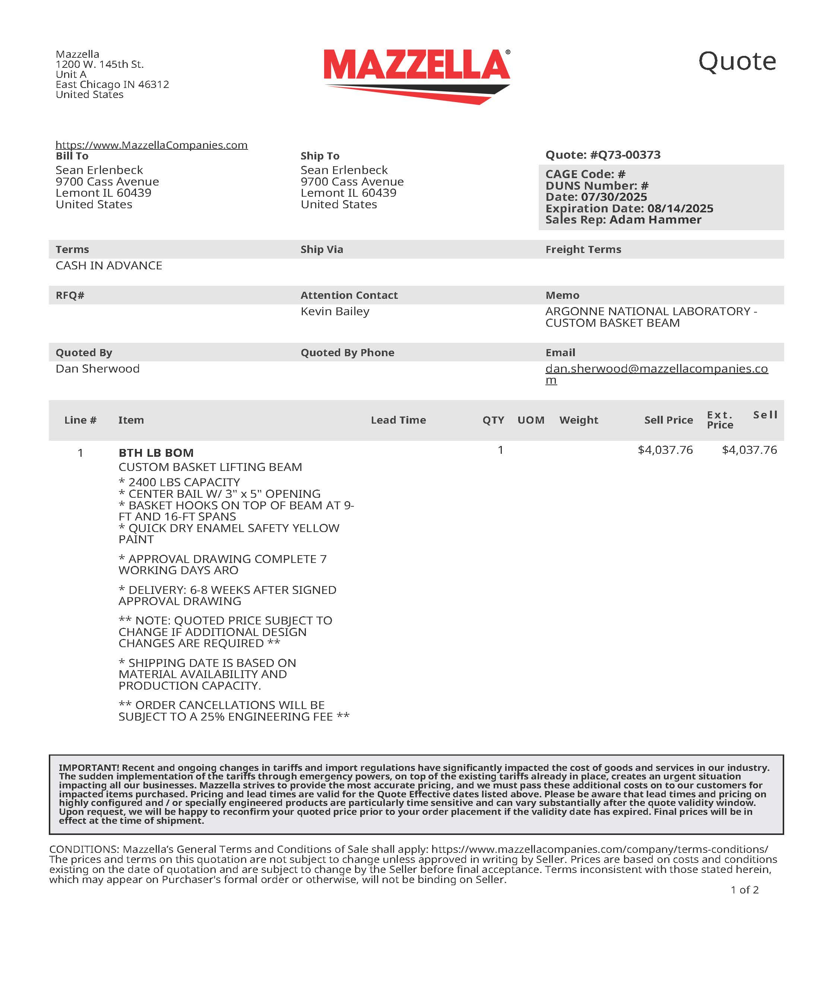 Mazzella
1200 W. 145th St.
Unit A
East Chicago IN 46312
United States
MAZZELLA®
Quote
https://www.MazzellaCompanies.com
Bill To
Sean Erlenbeck
9700 Cass Avenue
Lemont IL 60439
United States
Ship To
Sean Erlenbeck
9700 Cass Avenue
Lemont IL 60439
United States
Quote: #Q73-00373
CAGE Code: #
DUNS Number: #
Date: 07/30/2025
Expiration Date: 08/14/2025
Sales Rep: Adam Hammer
Terms Ship Via Freight Terms
CASH IN ADVANCE
RFQ# Attention Contact Memo
Kevin Bailey ARGONNE NATIONAL LABORATORY -
CUSTOM BASKET BEAM
Quoted By Quoted By Phone Email
Dan Sherwood dan.sherwood@mazzellacompanies.co
m
Line # Item Lead Time QTY UOM Weight Sell Price Ext. Sell
Price
1 BTH LB BOM 1 $4,037.76 $4,037.76
CUSTOM BASKET LIFTING BEAM
* 2400 LBS CAPACITY
* CENTER BAIL W/ 3" x 5" OPENING
* BASKET HOOKS ON TOP OF BEAM AT 9-
FT AND 16-FT SPANS
* QUICK DRY ENAMEL SAFETY YELLOW
PAINT
* APPROVAL DRAWING COMPLETE 7
WORKING DAYS ARO
* DELIVERY: 6-8 WEEKS AFTER SIGNED
APPROVAL DRAWING
** NOTE: QUOTED PRICE SUBJECT TO
CHANGE IF ADDITIONAL DESIGN
CHANGES ARE REQUIRED **
* SHIPPING DATE IS BASED ON
MATERIAL AVAILABILITY AND
PRODUCTION CAPACITY.
** ORDER CANCELLATIONS WILL BE
SUBJECT TO A 25% ENGINEERING FEE **
IMPORTANT! Recent and ongoing changes in tariffs and import regulations have significantly impacted the cost of goods and services in our industry.
The sudden implementation of the tariffs through emergency powers, on top of the existing tariffs already in place, creates an urgent situation
impacting all our businesses. Mazzella strives to provide the most accurate pricing, and we must pass these additional costs on to our customers for
impacted items purchased. Pricing and lead times are valid for the Quote Effective dates listed above. Please be aware that lead times and pricing on
highly configured and / or specially engineered products are particularly time sensitive and can vary substantially after the quote validity window.
Upon request, we will be happy to reconfirm your quoted price prior to your order placement if the validity date has expired. Final prices will be in
effect at the time of shipment.
CONDITIONS: Mazzella's General Terms and Conditions of Sale shall apply: https://www.mazzellacompanies.com/company/terms-conditions/
The prices and terms on this quotation are not subject to change unless approved in writing by Seller. Prices are based on costs and conditions
existing on the date of quotation and are subject to change by the Seller before final acceptance. Terms inconsistent with those stated herein,
which may appear on Purchaser's formal order or otherwise, will not be binding on Seller.
1 of 2